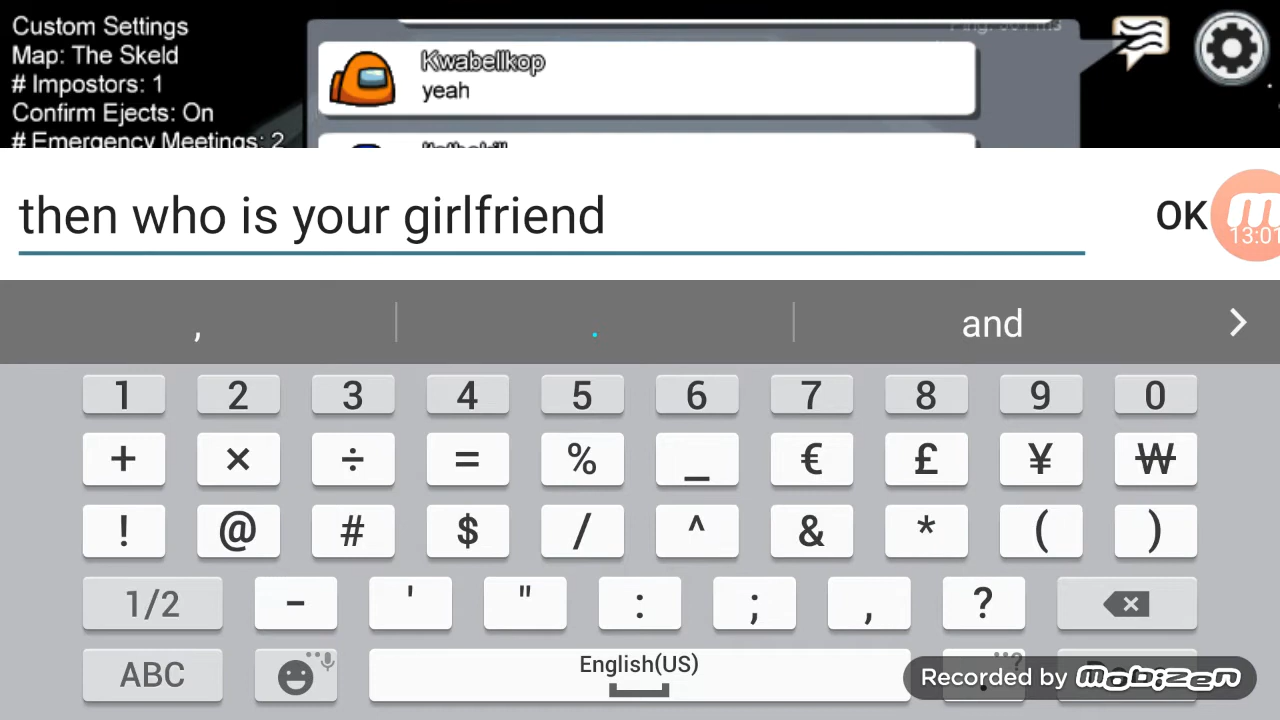 Custom Settings
Map: The Skeld
# Impostors: 1
Confirm Ejects: On
# Emergency Meetings: 2
Kwabellkop
yeah
then who is your girlfriend
OK
13:01
, . and
1 2 3 4 5 6 7 8 9 0
+ × ÷ = % _ € £ ¥ ₩
! @ # $ / ^ & * ( )
1/2 - ' " : ; , ?
ABC English(US)
Recorded by mobizen